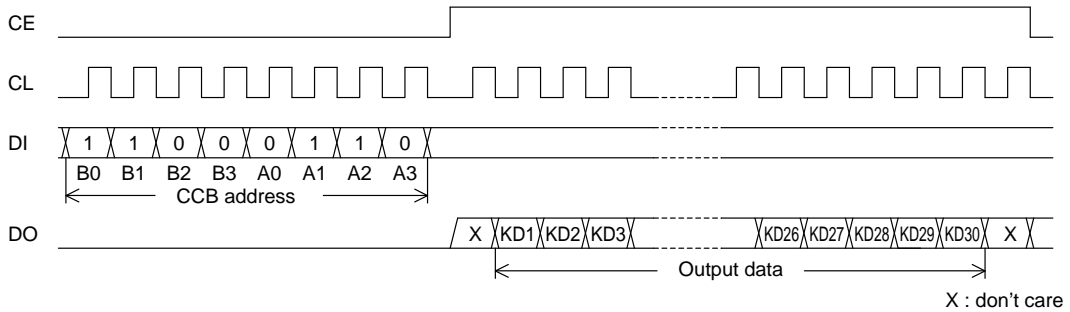 CE
CL
DI 1 1 0 0 0 1 1 0
B0 B1 B2 B3 A0 A1 A2 A3
CCB address
DO X KD1 KD2 KD3 KD26 KD27 KD28 KD29 KD30 X
Output data
X : don't care